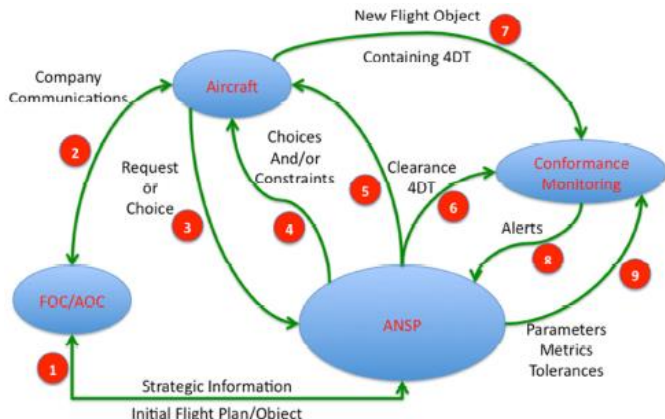 New Flight Object
7
Containing 4DT
Aircraft
Company
Communications
2
Choices
And/or
Constraints
Request
or
Choice
3
4
5
Clearance
4DT
6
Conformance
Monitoring
Alerts
8
9
FOC/AOC
ANSP
Parameters
Metrics
Tolerances
1
Strategic Information
Initial Flight Plan/Object